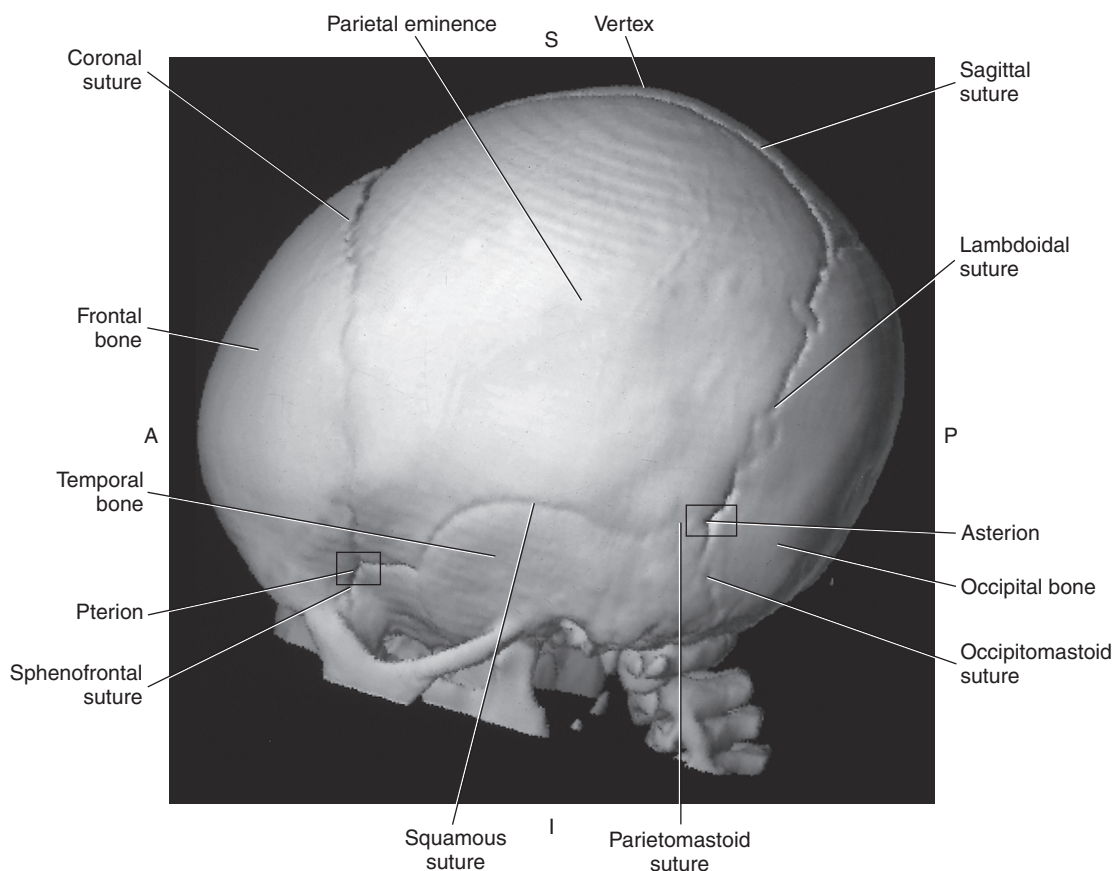 Parietal eminence
S
Vertex
Coronal
suture
Sagittal
suture
Lambdoidal
suture
Frontal
bone
A
P
Temporal
bone
Asterion
Occipital bone
Pterion
Occipitomastoid
suture
Sphenofrontal
suture
Squamous
suture
I
Parietomastoid
suture